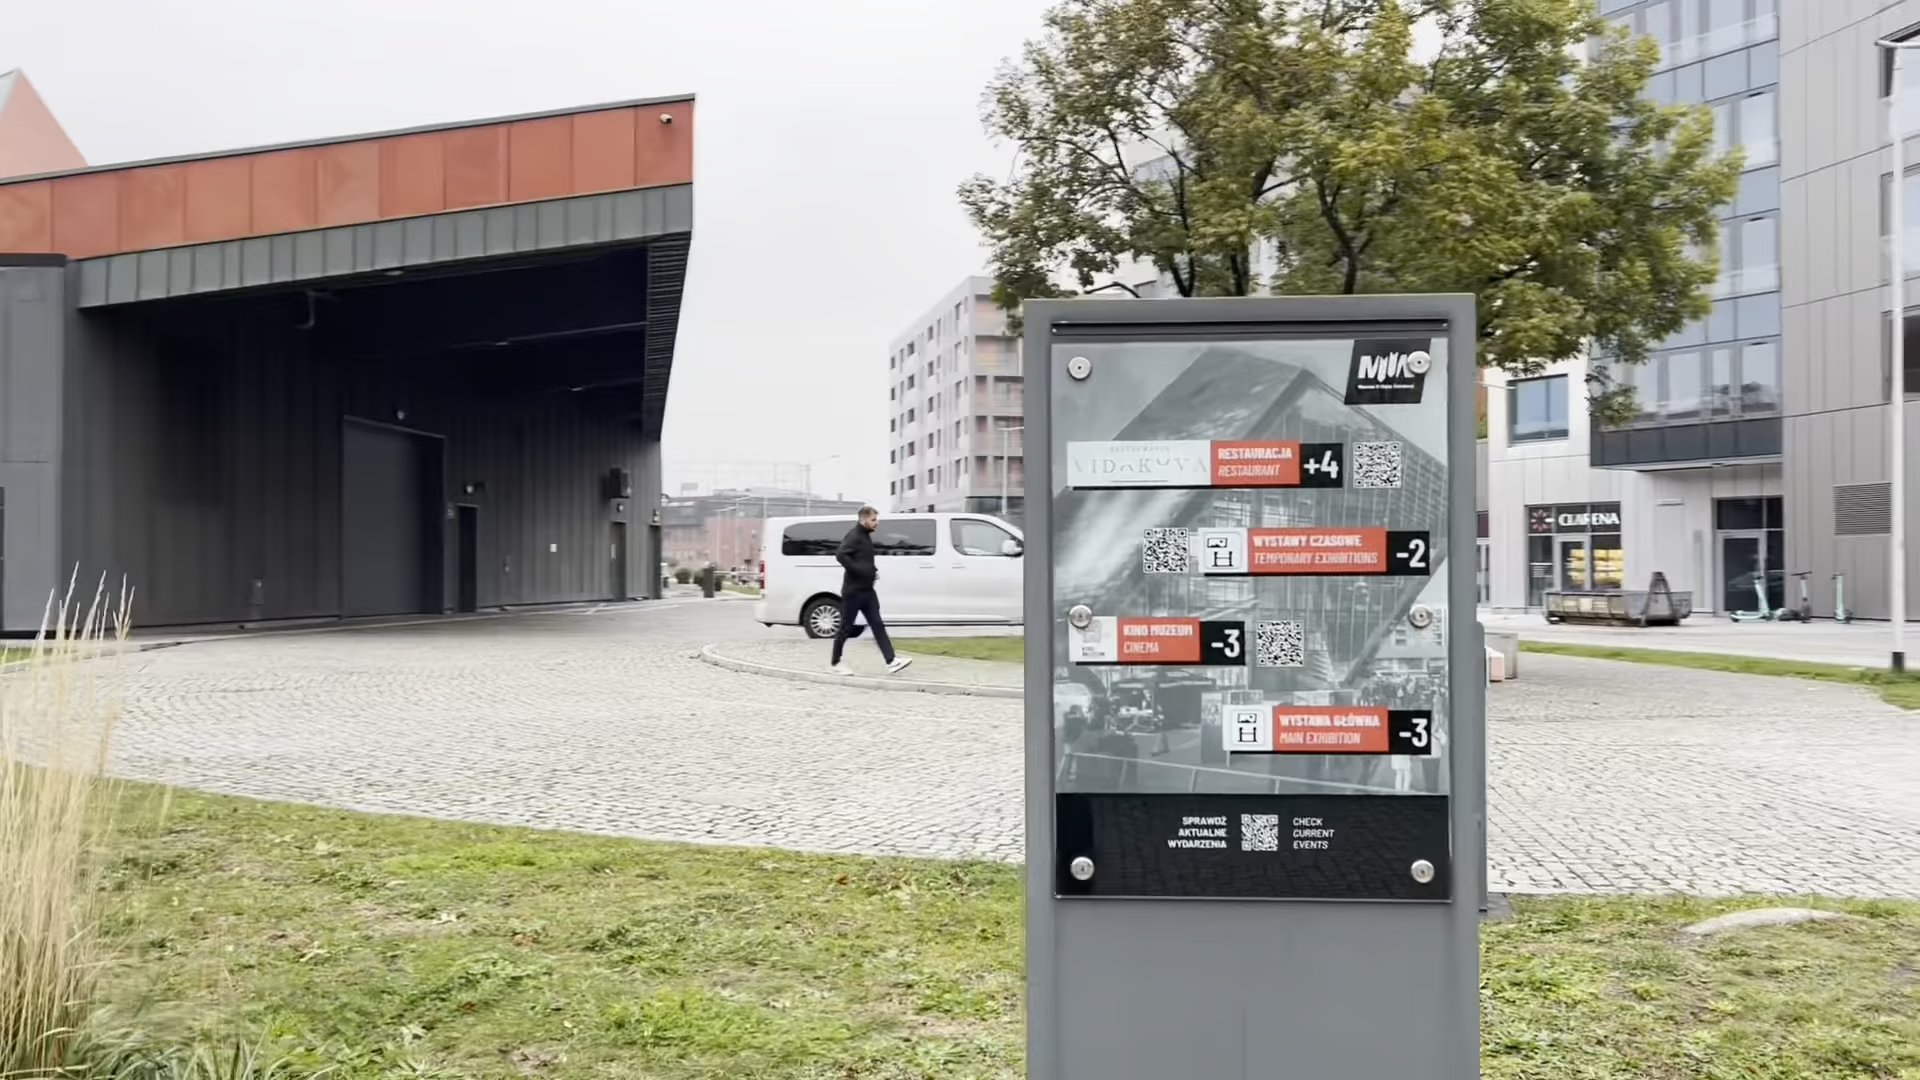 RESTAURACJA
RESTAURANT
+4
WYSTAWY CZASOWE
TEMPORARY EXHIBITIONS
-2
KINO MUZEUM
CINEMA
-3
WYSTAWA GŁÓWNA
MAIN EXHIBITION
-3
SPRAWDŹ
AKTUALNE
WYDARZENIA
CHECK
CURRENT
EVENTS
CLARENA